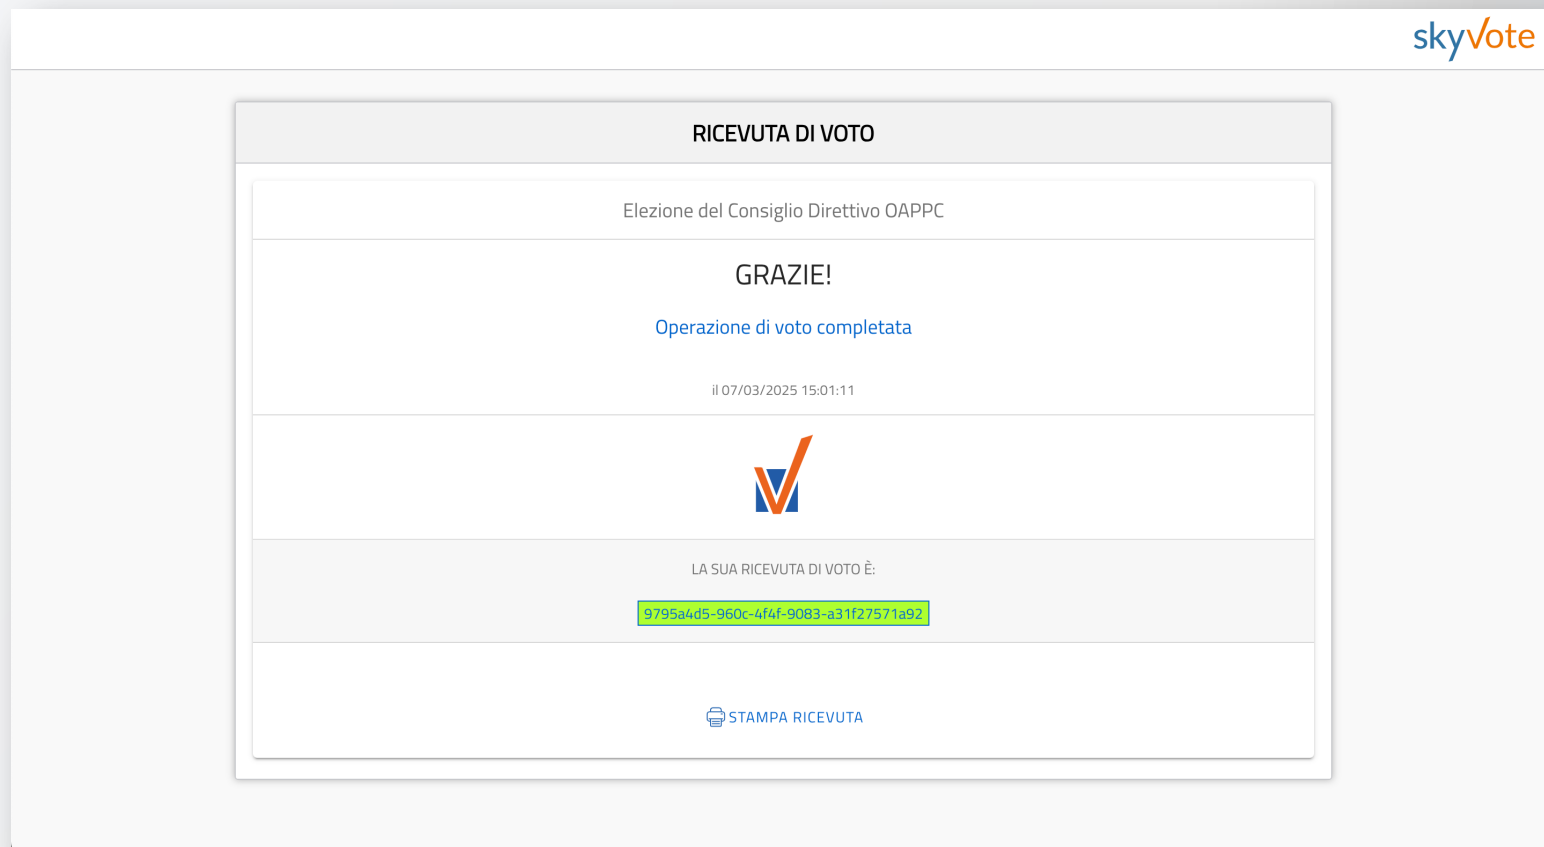 skyvote
RICEVUTA DI VOTO
Elezione del Consiglio Direttivo OAPPC
GRAZIE!
Operazione di voto completata
il 07/03/2025 15:01:11
LA SUA RICEVUTA DI VOTO È:
9795a4d5-960c-4f4f-9083-a31f27571a92
STAMPA RICEVUTA